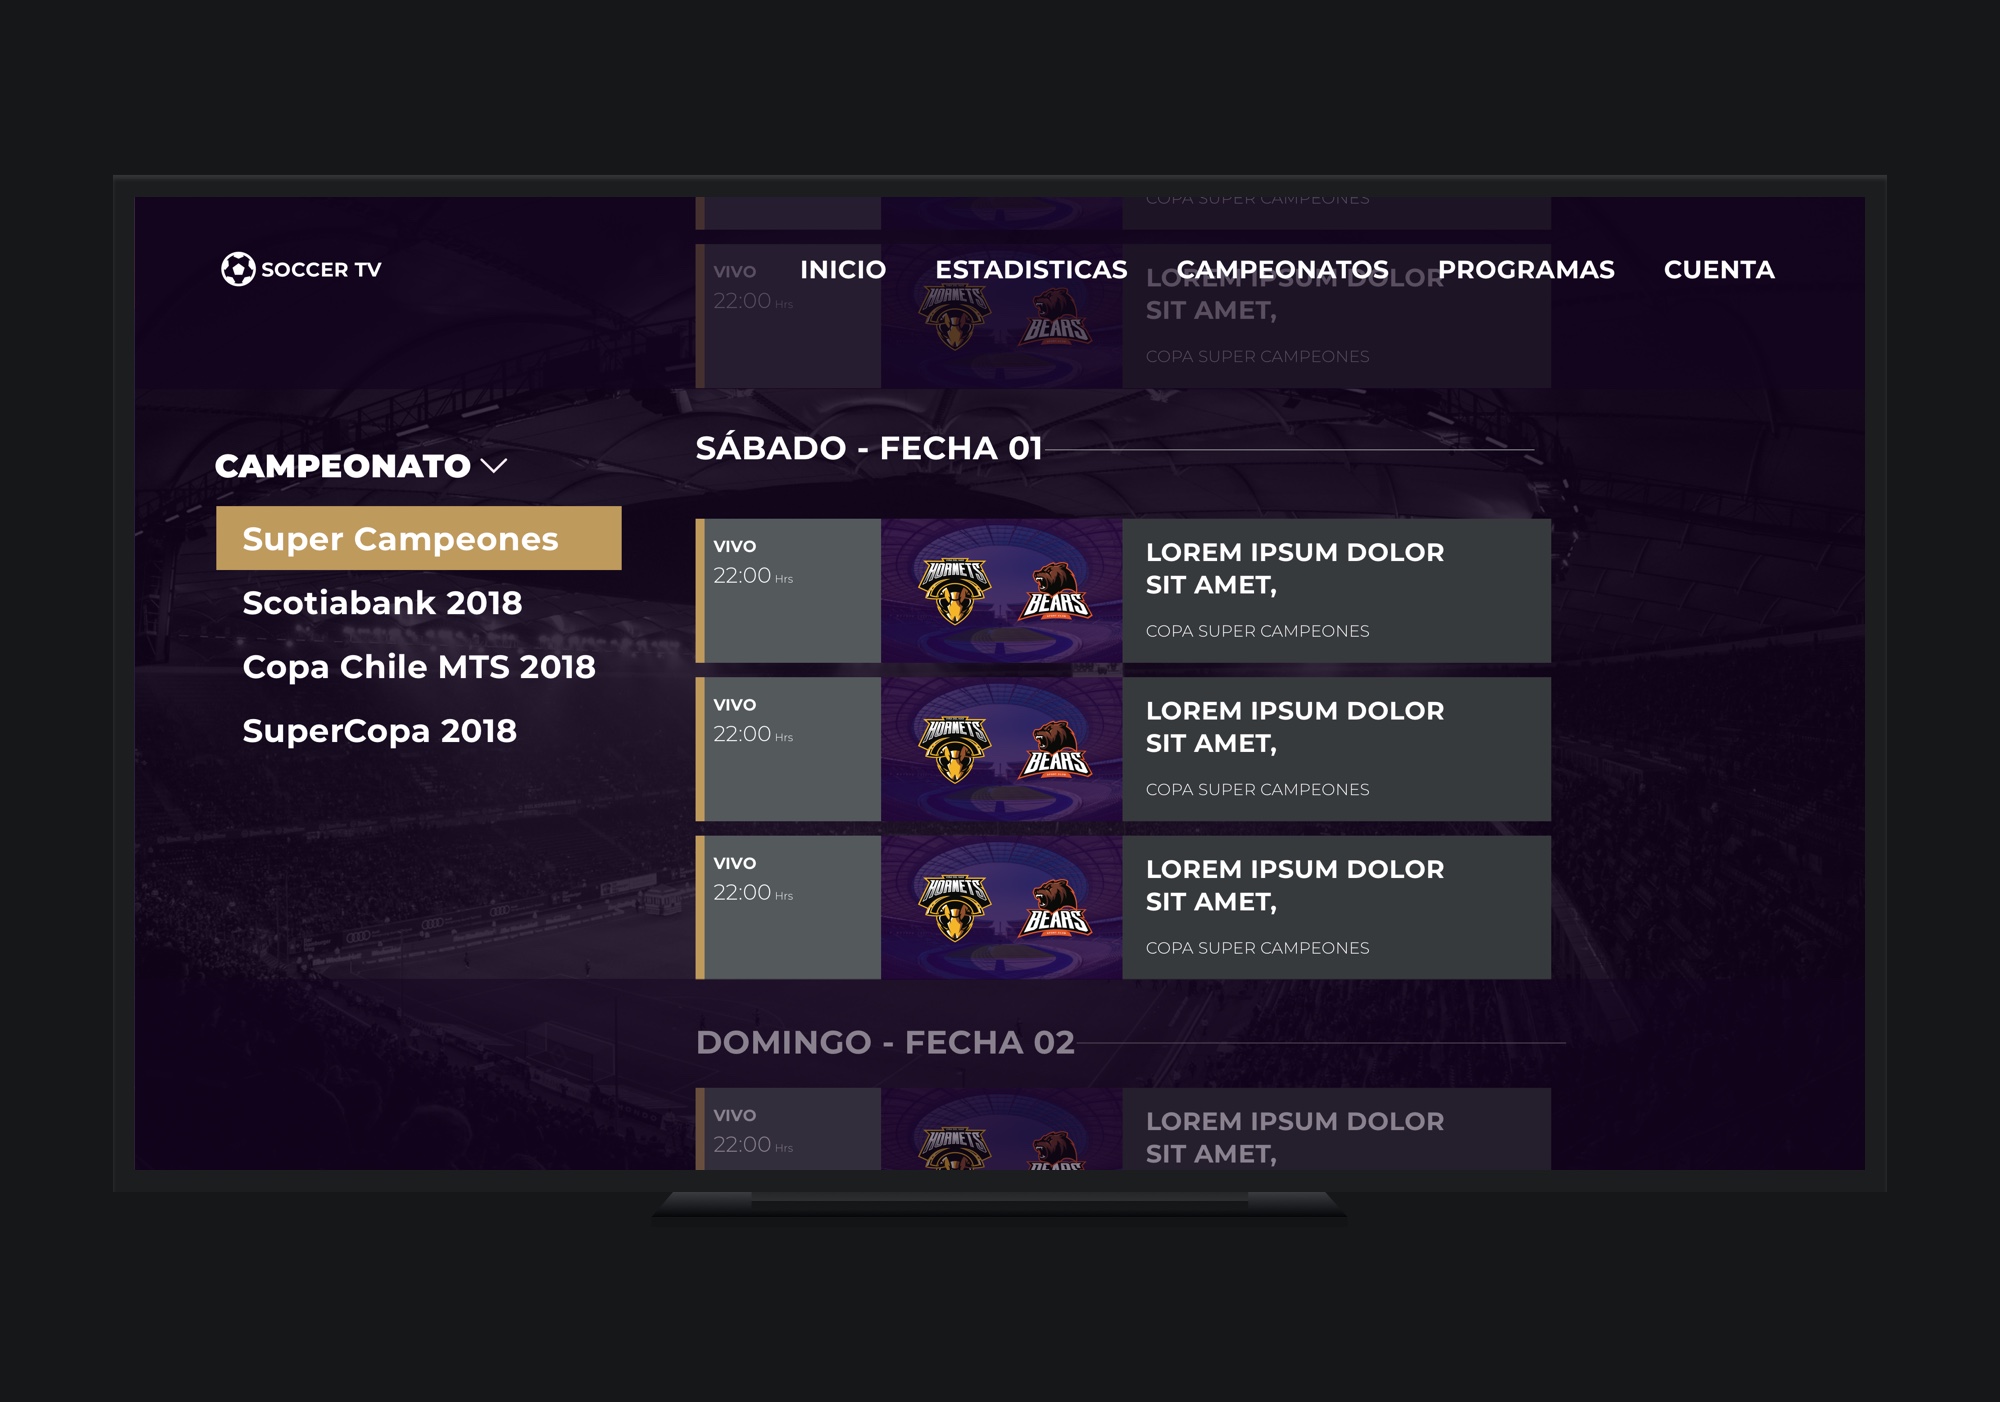 COPA SUPER CAMPEONES
SOCCER TV
INICIO
ESTADISTICAS
CAMPEONATOS
PROGRAMAS
CUENTA
VIVO
22:00 Hrs
HORNETS
BEARS
LOREM IPSUM DOLOR
SIT AMET,
COPA SUPER CAMPEONES
CAMPEONATO
Super Campeones
Scotiabank 2018
Copa Chile MTS 2018
SuperCopa 2018
SÁBADO - FECHA 01
VIVO
22:00 Hrs
HORNETS
BEARS
LOREM IPSUM DOLOR
SIT AMET,
COPA SUPER CAMPEONES
VIVO
22:00 Hrs
HORNETS
BEARS
LOREM IPSUM DOLOR
SIT AMET,
COPA SUPER CAMPEONES
VIVO
22:00 Hrs
HORNETS
BEARS
LOREM IPSUM DOLOR
SIT AMET,
COPA SUPER CAMPEONES
DOMINGO - FECHA 02
VIVO
22:00 Hrs
HORNETS
BEARS
LOREM IPSUM DOLOR
SIT AMET,